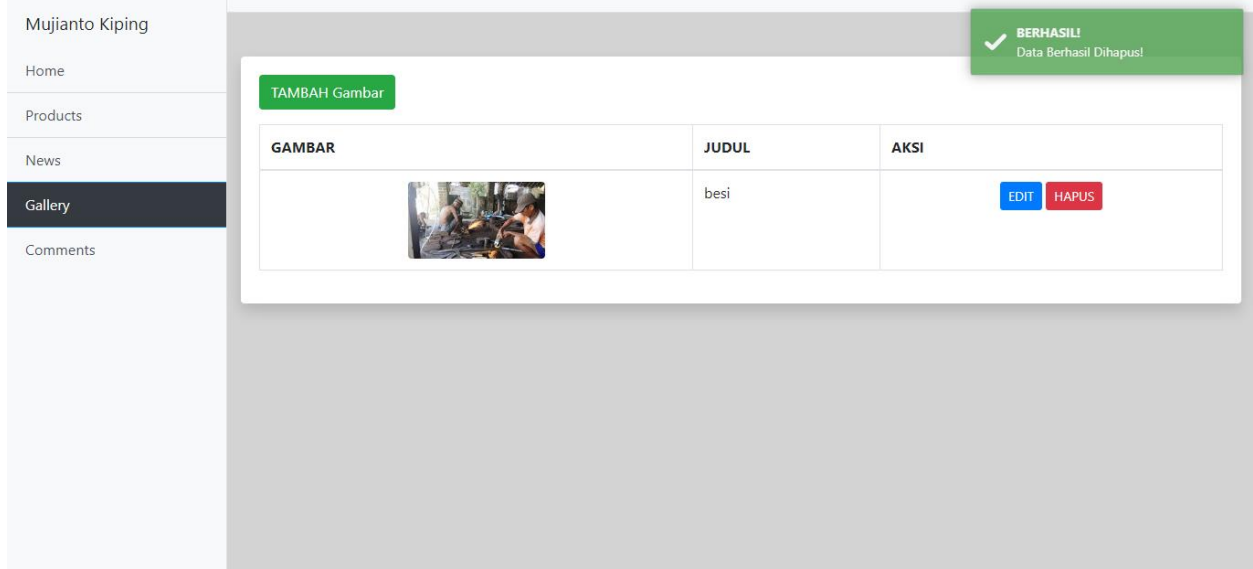 Mujianto Kiping
Home
Products
News
Gallery
Comments
BERHASIL!
Data Berhasil Dihapus!
TAMBAH Gambar
GAMBAR JUDUL AKSI
besi EDIT HAPUS